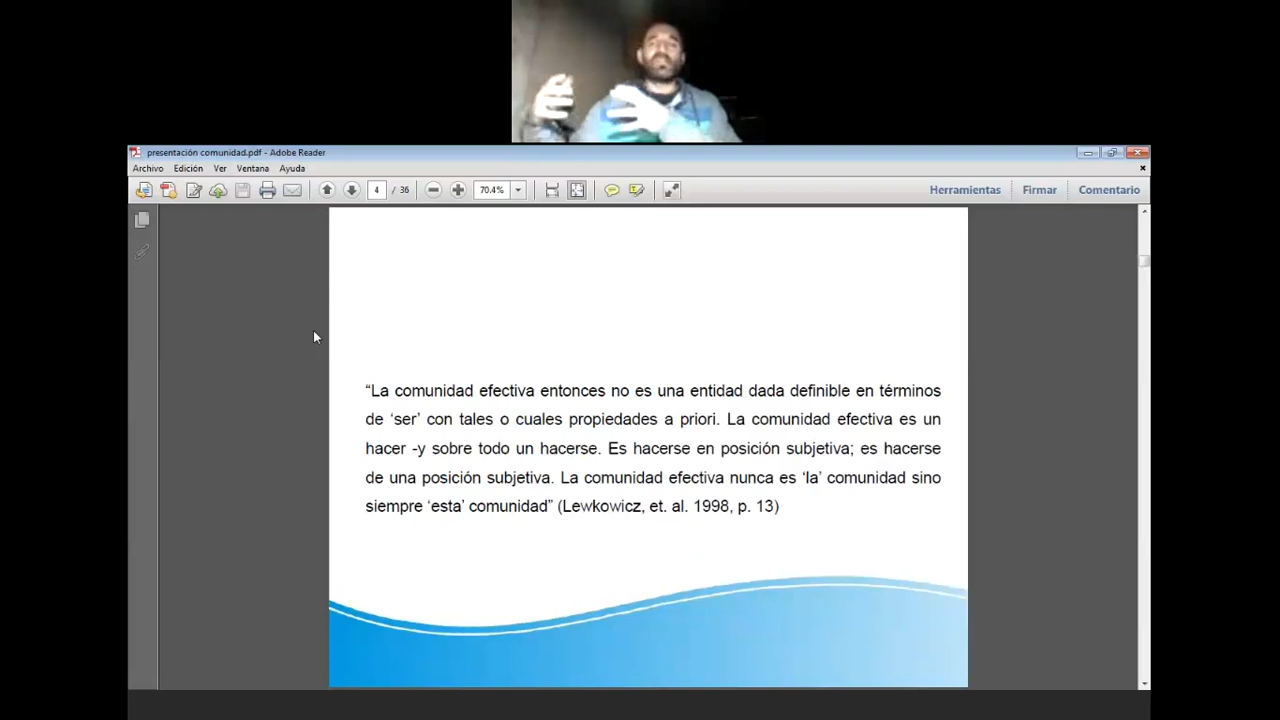 presentación comunidad.pdf - Adobe Reader
Archivo Edición Ver Ventana Ayuda
4 / 36 70.4% Herramientas Firmar Comentario
“La comunidad efectiva entonces no es una entidad dada definible en términos
de ‘ser’ con tales o cuales propiedades a priori. La comunidad efectiva es un
hacer -y sobre todo un hacerse. Es hacerse en posición subjetiva; es hacerse
de una posición subjetiva. La comunidad efectiva nunca es ‘la’ comunidad sino
siempre ‘esta’ comunidad” (Lewkowicz, et. al. 1998, p. 13)